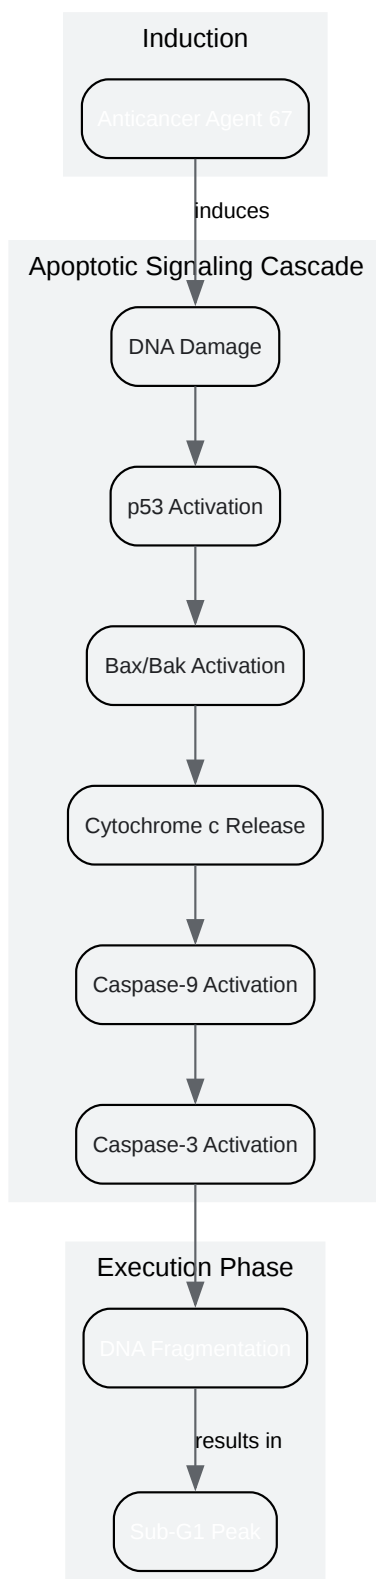 Induction
Anticancer Agent 67
induces
Apoptotic Signaling Cascade
DNA Damage
p53 Activation
Bax/Bak Activation
Cytochrome c Release
Caspase-9 Activation
Caspase-3 Activation
Execution Phase
DNA Fragmentation
results in
Sub-G1 Peak